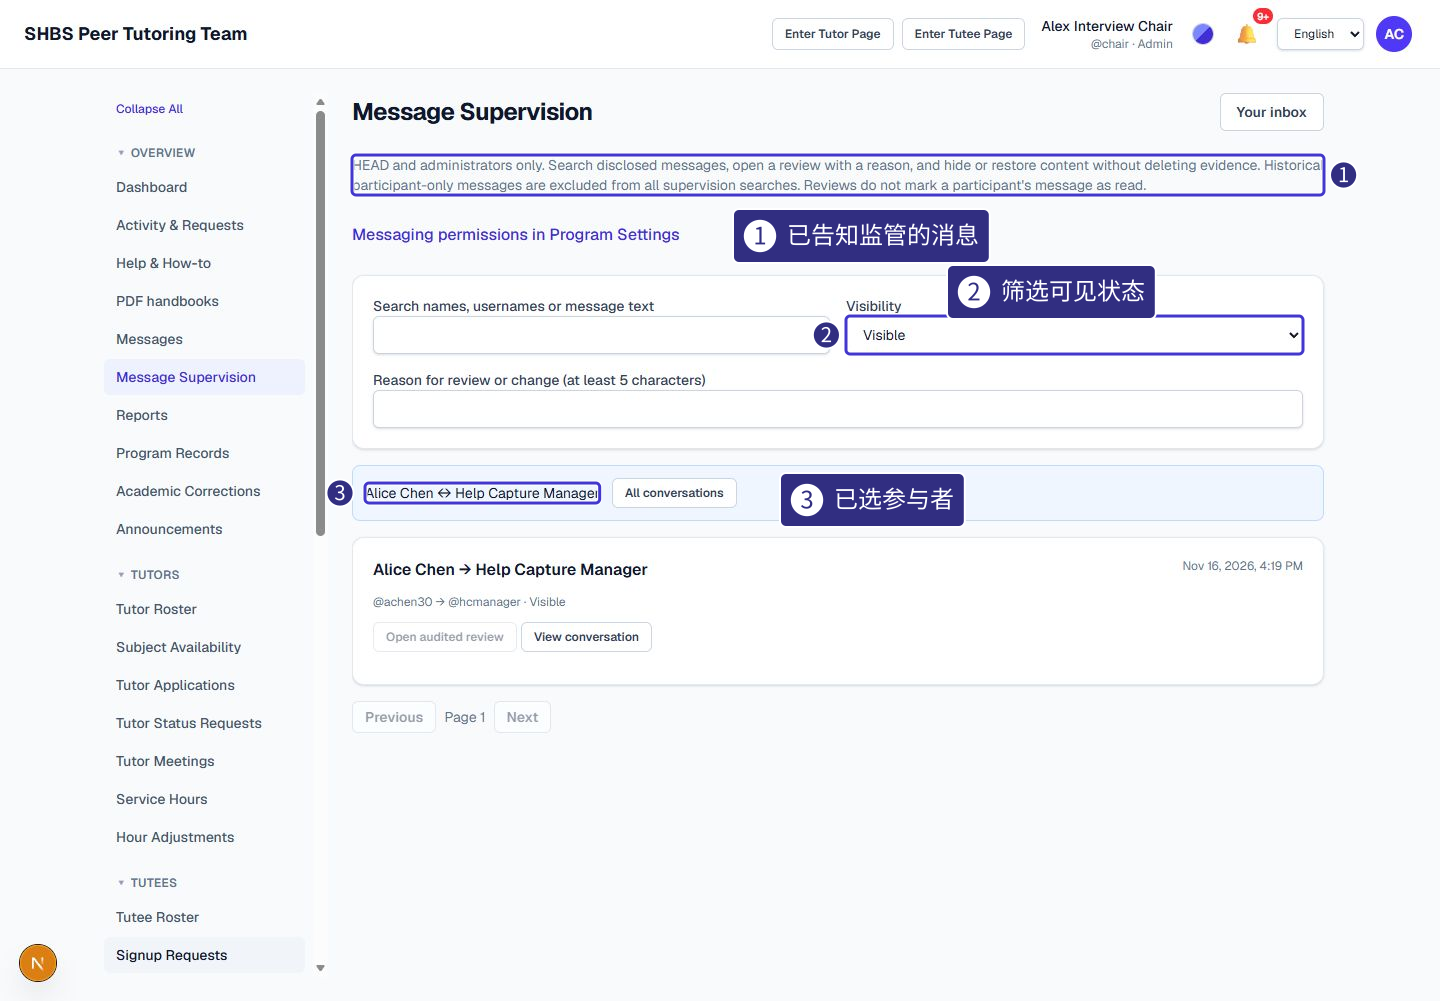 SHBS Peer Tutoring Team
Enter Tutor Page
Enter Tutee Page
Alex Interview Chair
@chair · Admin
9+
English
AC
Collapse All
OVERVIEW
Dashboard
Activity & Requests
Help & How-to
PDF handbooks
Messages
Message Supervision
Reports
Program Records
Academic Corrections
Announcements
TUTORS
Tutor Roster
Subject Availability
Tutor Applications
Tutor Status Requests
Tutor Meetings
Service Hours
Hour Adjustments
TUTEES
Tutee Roster
Signup Requests
N
Message Supervision
Your inbox
HEAD and administrators only. Search disclosed messages, open a review with a reason, and hide or restore content without deleting evidence. Historical
participant-only messages are excluded from all supervision searches. Reviews do not mark a participant's message as read.
1
Messaging permissions in Program Settings
1 已告知监管的消息
2 筛选可见状态
Search names, usernames or message text
Visibility
2
Visible
Reason for review or change (at least 5 characters)
3
Alice Chen ↔ Help Capture Manager
All conversations
3 已选参与者
Alice Chen → Help Capture Manager
Nov 16, 2026, 4:19 PM
@achen30 → @hcmanager · Visible
Open audited review
View conversation
Previous
Page 1
Next